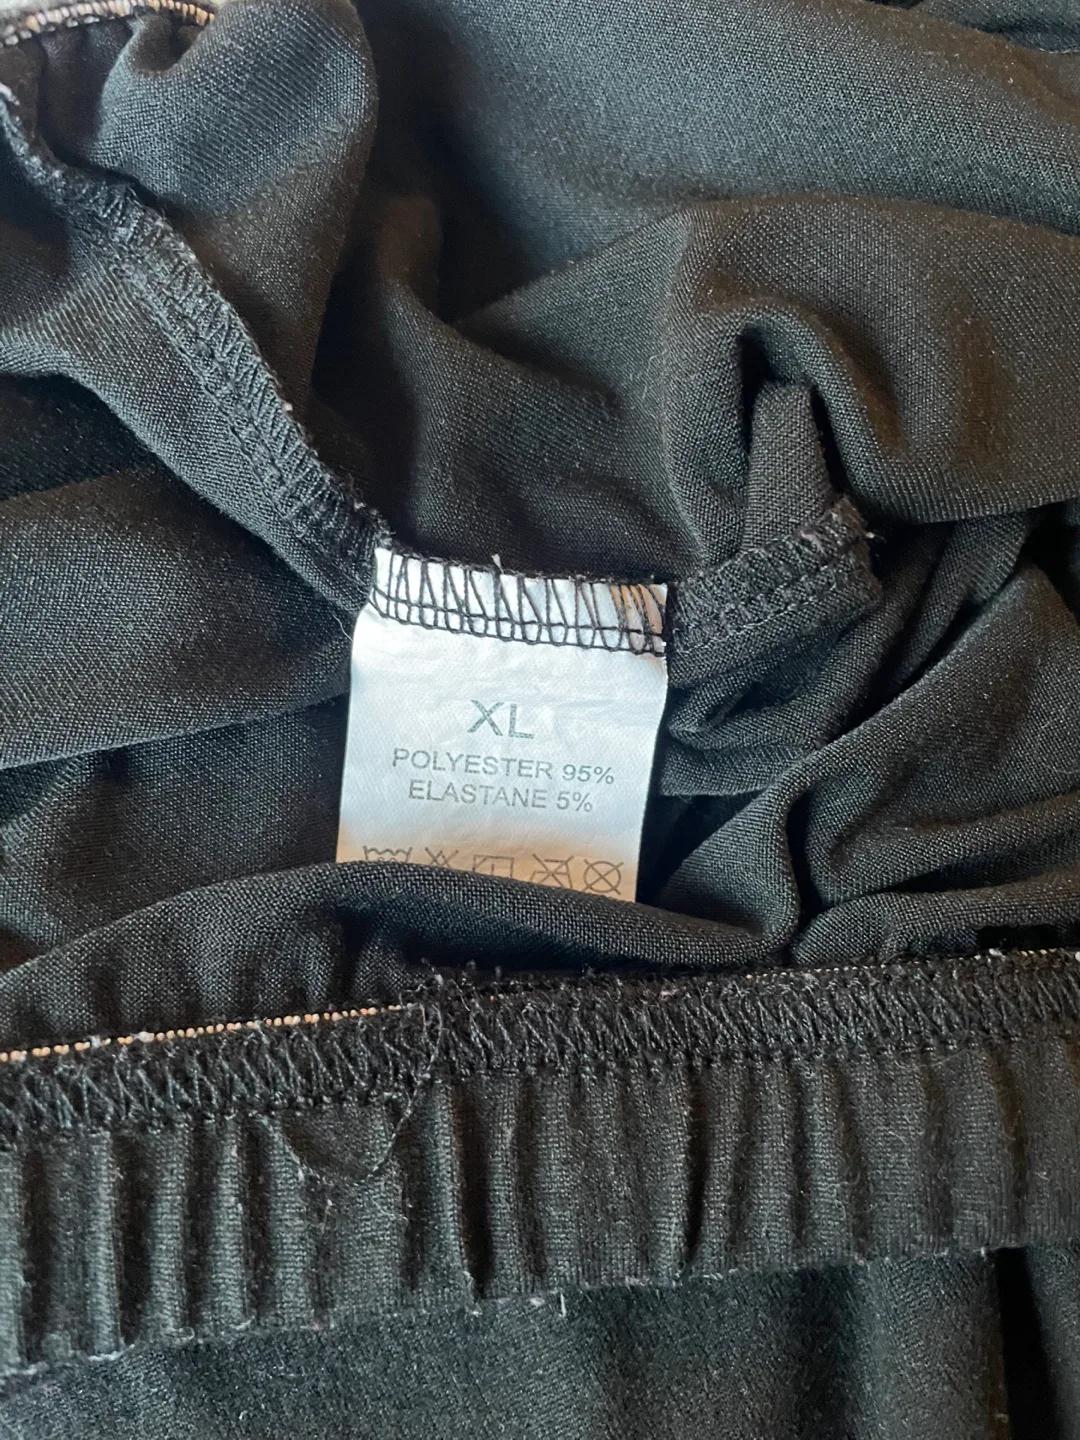 XL
POLYESTER 95%
ELASTANE 5%